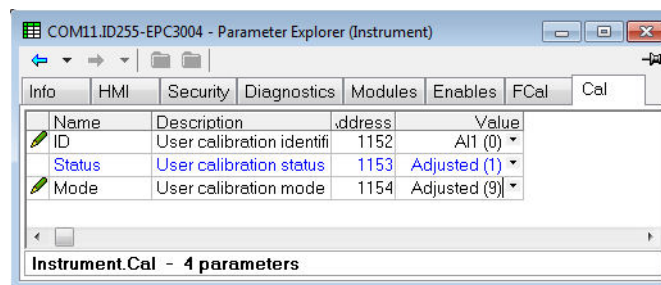 COM11.ID255-EPC3004 - Parameter Explorer (Instrument)
Info HMI Security Diagnostics Modules Enables FCal Cal
Name Description ddress Value
ID User calibration identifi 1152 AI1 (0)
Status User calibration status 1153 Adjusted (1)
Mode User calibration mode 1154 Adjusted (9)
Instrument.Cal - 4 parameters